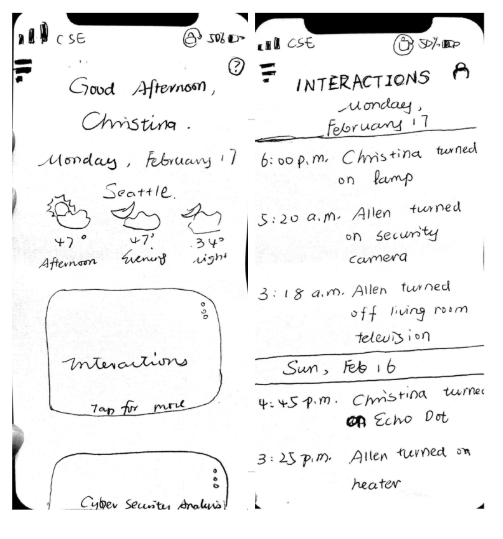 CSE 50%
?
Good Afternoon,
Christina.
Monday, February 17
Seattle.
47° 47° 34°
Afternoon Evening night
Interactions
Tap for more
Cyber Security Analysis
CSE 50%
INTERACTIONS
Monday,
February 17
6:00 p.m. Christina turned
on lamp
5:20 a.m. Allen turned
on security
camera
3:18 a.m. Allen turned
off living room
television
Sun, Feb 16
4:45 p.m. Christina turned
on Echo Dot
3:25 p.m. Allen turned on
heater